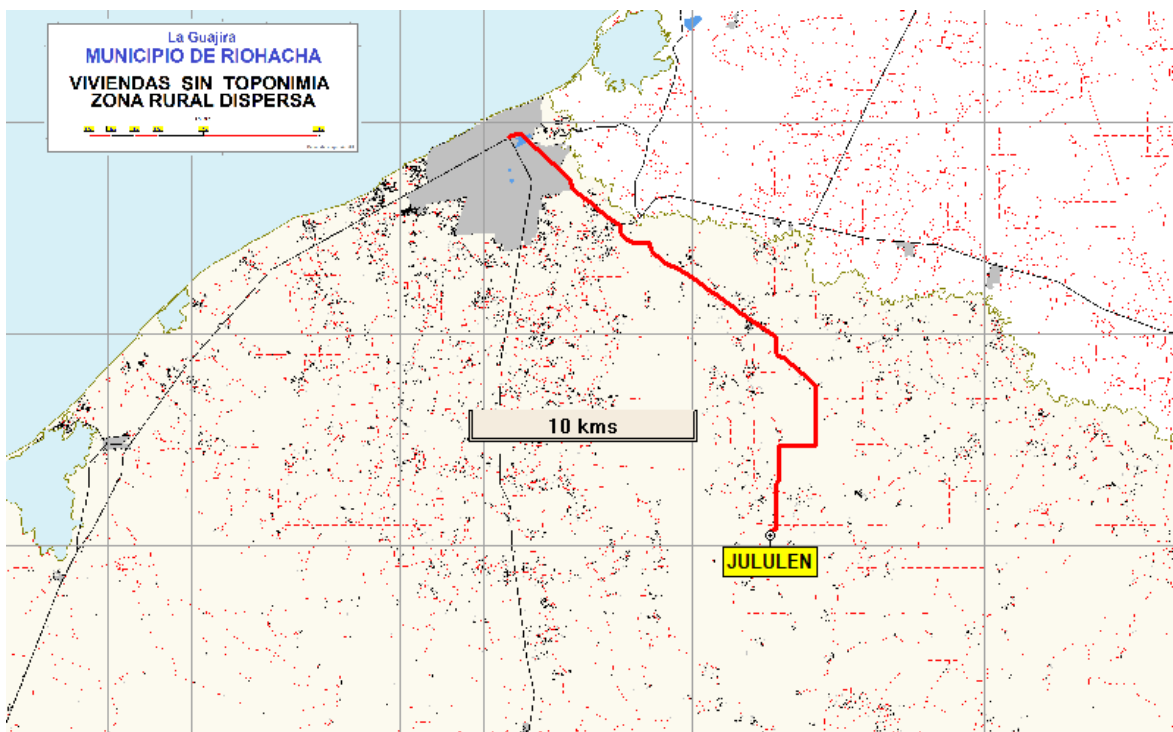 La Guajira
MUNICIPIO DE RIOHACHA
VIVIENDAS SIN TOPONIMIA
ZONA RURAL DISPERSA
10 kms
JULULEN